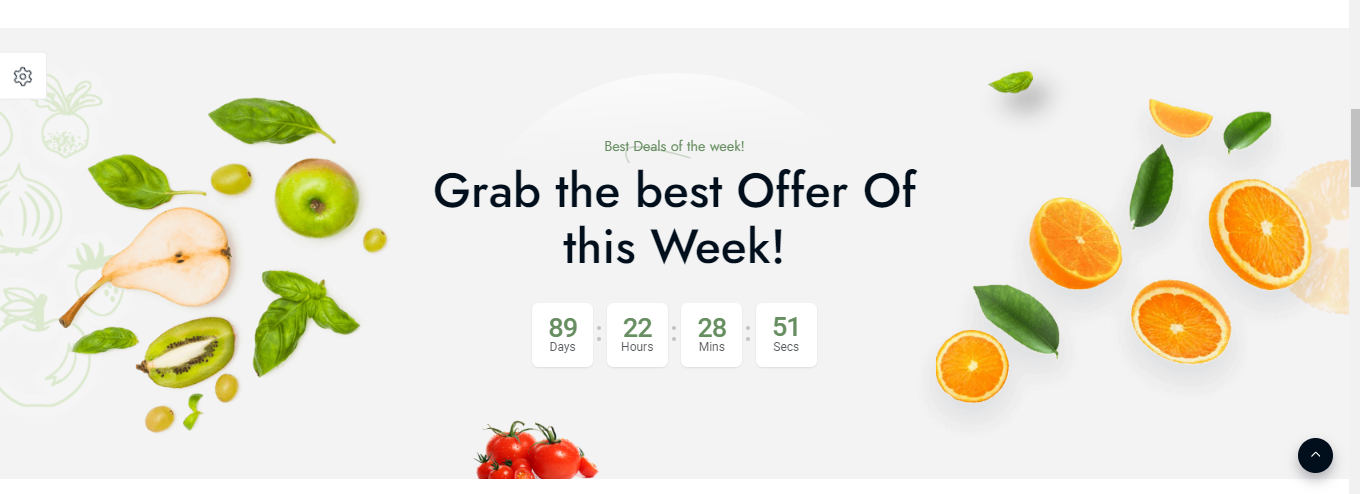 Best Deals of the week!
Grab the best Offer Of
this Week!
89 : 22 : 28 : 51
Days Hours Mins Secs